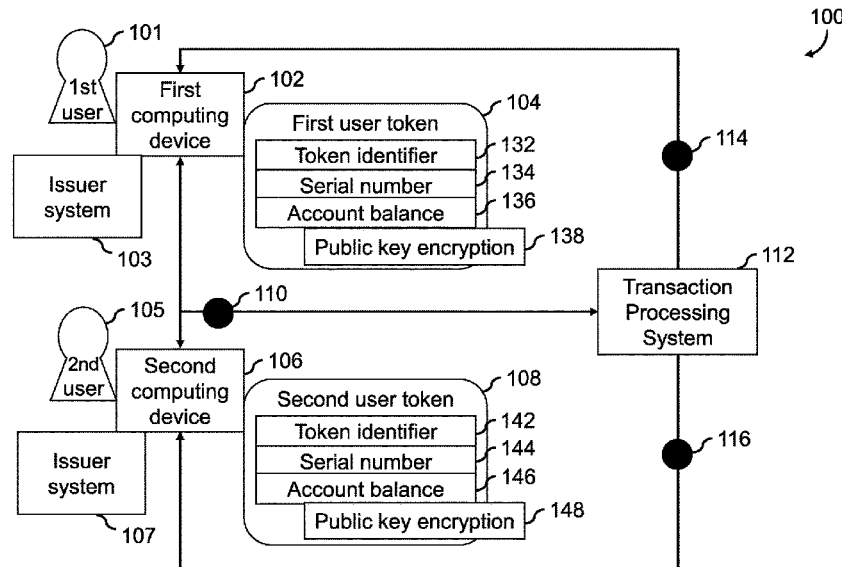 100
101
1st
user
First
computing
device
102
104
First user token
Token identifier
132
Serial number
134
Account balance
136
Public key encryption
138
Issuer
system
103
114
110
112
Transaction
Processing
System
105
2nd
user
Second
computing
device
106
108
Second user token
Token identifier
142
Serial number
144
Account balance
146
Public key encryption
148
Issuer
system
107
116